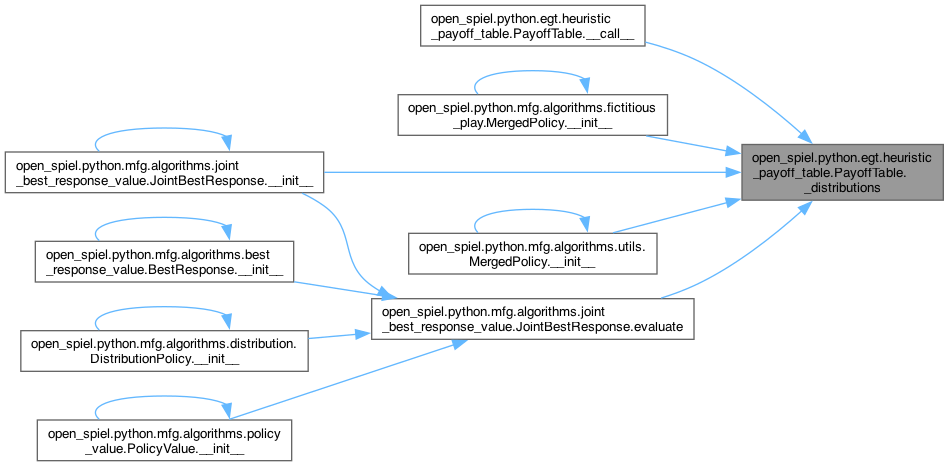 open_spiel.python.egt.heuristic
_payoff_table.PayoffTable.__call__
open_spiel.python.mfg.algorithms.fictitious
_play.MergedPolicy.__init__
open_spiel.python.mfg.algorithms.joint
_best_response_value.JointBestResponse.__init__
open_spiel.python.egt.heuristic
_payoff_table.PayoffTable.
_distributions
open_spiel.python.mfg.algorithms.utils.
MergedPolicy.__init__
open_spiel.python.mfg.algorithms.best
_response_value.BestResponse.__init__
open_spiel.python.mfg.algorithms.joint
_best_response_value.JointBestResponse.evaluate
open_spiel.python.mfg.algorithms.distribution.
DistributionPolicy.__init__
open_spiel.python.mfg.algorithms.policy
_value.PolicyValue.__init__